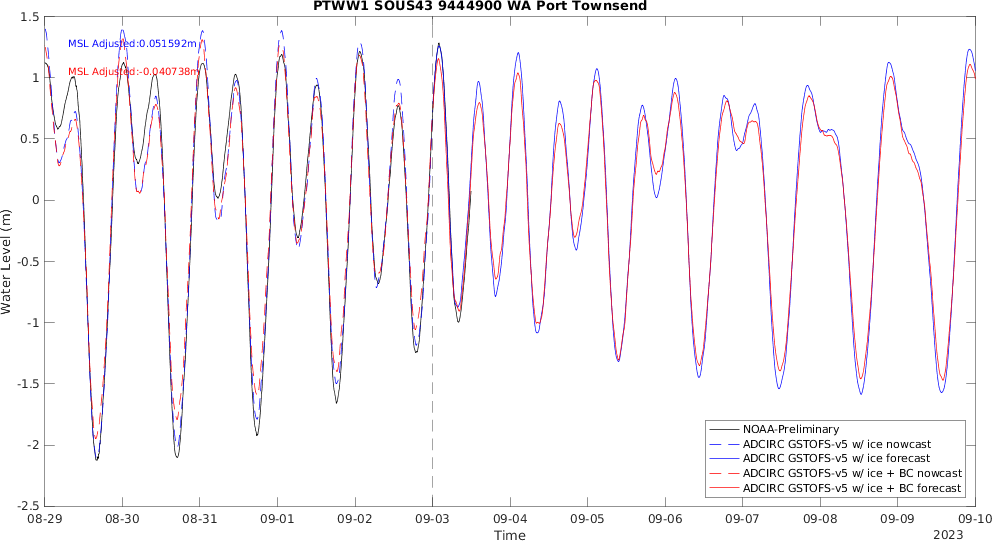 PTWW1 SOUS43 9444900 WA Port Townsend
MSL Adjusted:0.051592m
MSL Adjusted:-0.040738m
Water Level (m)
1.5
1
0.5
0
-0.5
-1
-1.5
-2
-2.5
NOAA-Preliminary
ADCIRC GSTOFS-v5 w/ ice nowcast
ADCIRC GSTOFS-v5 w/ ice forecast
ADCIRC GSTOFS-v5 w/ ice + BC nowcast
ADCIRC GSTOFS-v5 w/ ice + BC forecast
08-29 08-30 08-31 09-01 09-02 09-03 09-04 09-05 09-06 09-07 09-08 09-09 09-10
Time
2023